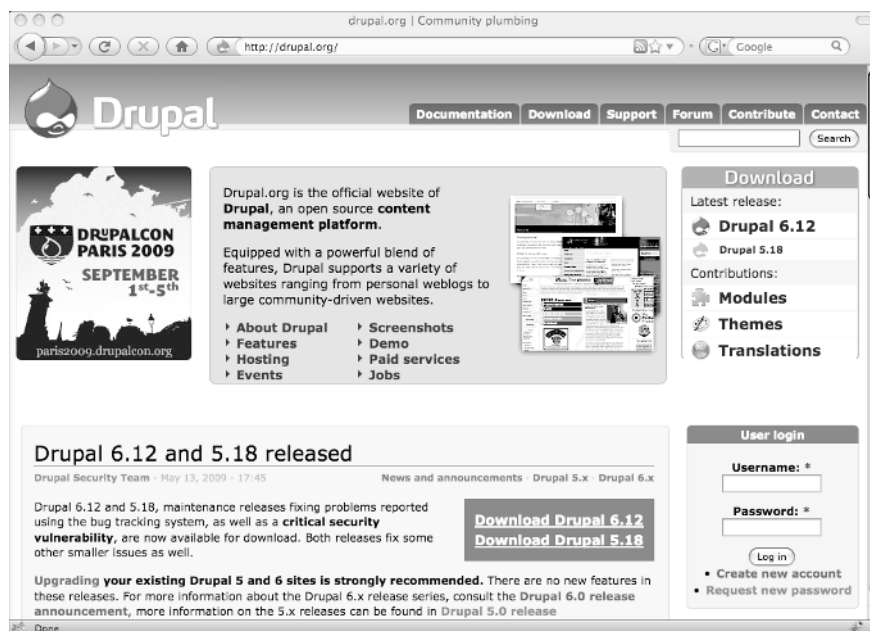 drupal.org | Community plumbing
http://drupal.org/
Google
Drupal
Documentation Download Support Forum Contribute Contact
Search
DRUPALCON
PARIS 2009
SEPTEMBER
1st-5th
paris2009.drupalcon.org
Drupal.org is the official website of
Drupal, an open source content
management platform.
Equipped with a powerful blend of
features, Drupal supports a variety of
websites ranging from personal weblogs to
large community-driven websites.
About Drupal
Features
Hosting
Events
Screenshots
Demo
Paid services
Jobs
Download
Latest release:
Drupal 6.12
Drupal 5.18
Contributions:
Modules
Themes
Translations
Drupal 6.12 and 5.18 released
Drupal Security Team - May 13, 2009 - 17:45
News and announcements · Drupal 5.x · Drupal 6.x
Drupal 6.12 and 5.18, maintenance releases fixing problems reported
using the bug tracking system, as well as a critical security
vulnerability, are now available for download. Both releases fix some
other smaller issues as well.
Download Drupal 6.12
Download Drupal 5.18
Upgrading your existing Drupal 5 and 6 sites is strongly recommended. There are no new features in
these releases. For more information about the Drupal 6.x release series, consult the Drupal 6.0 release
announcement, more information on the 5.x releases can be found in Drupal 5.0 release
User login
Username: *
Password: *
Log in
Create new account
Request new password
Done